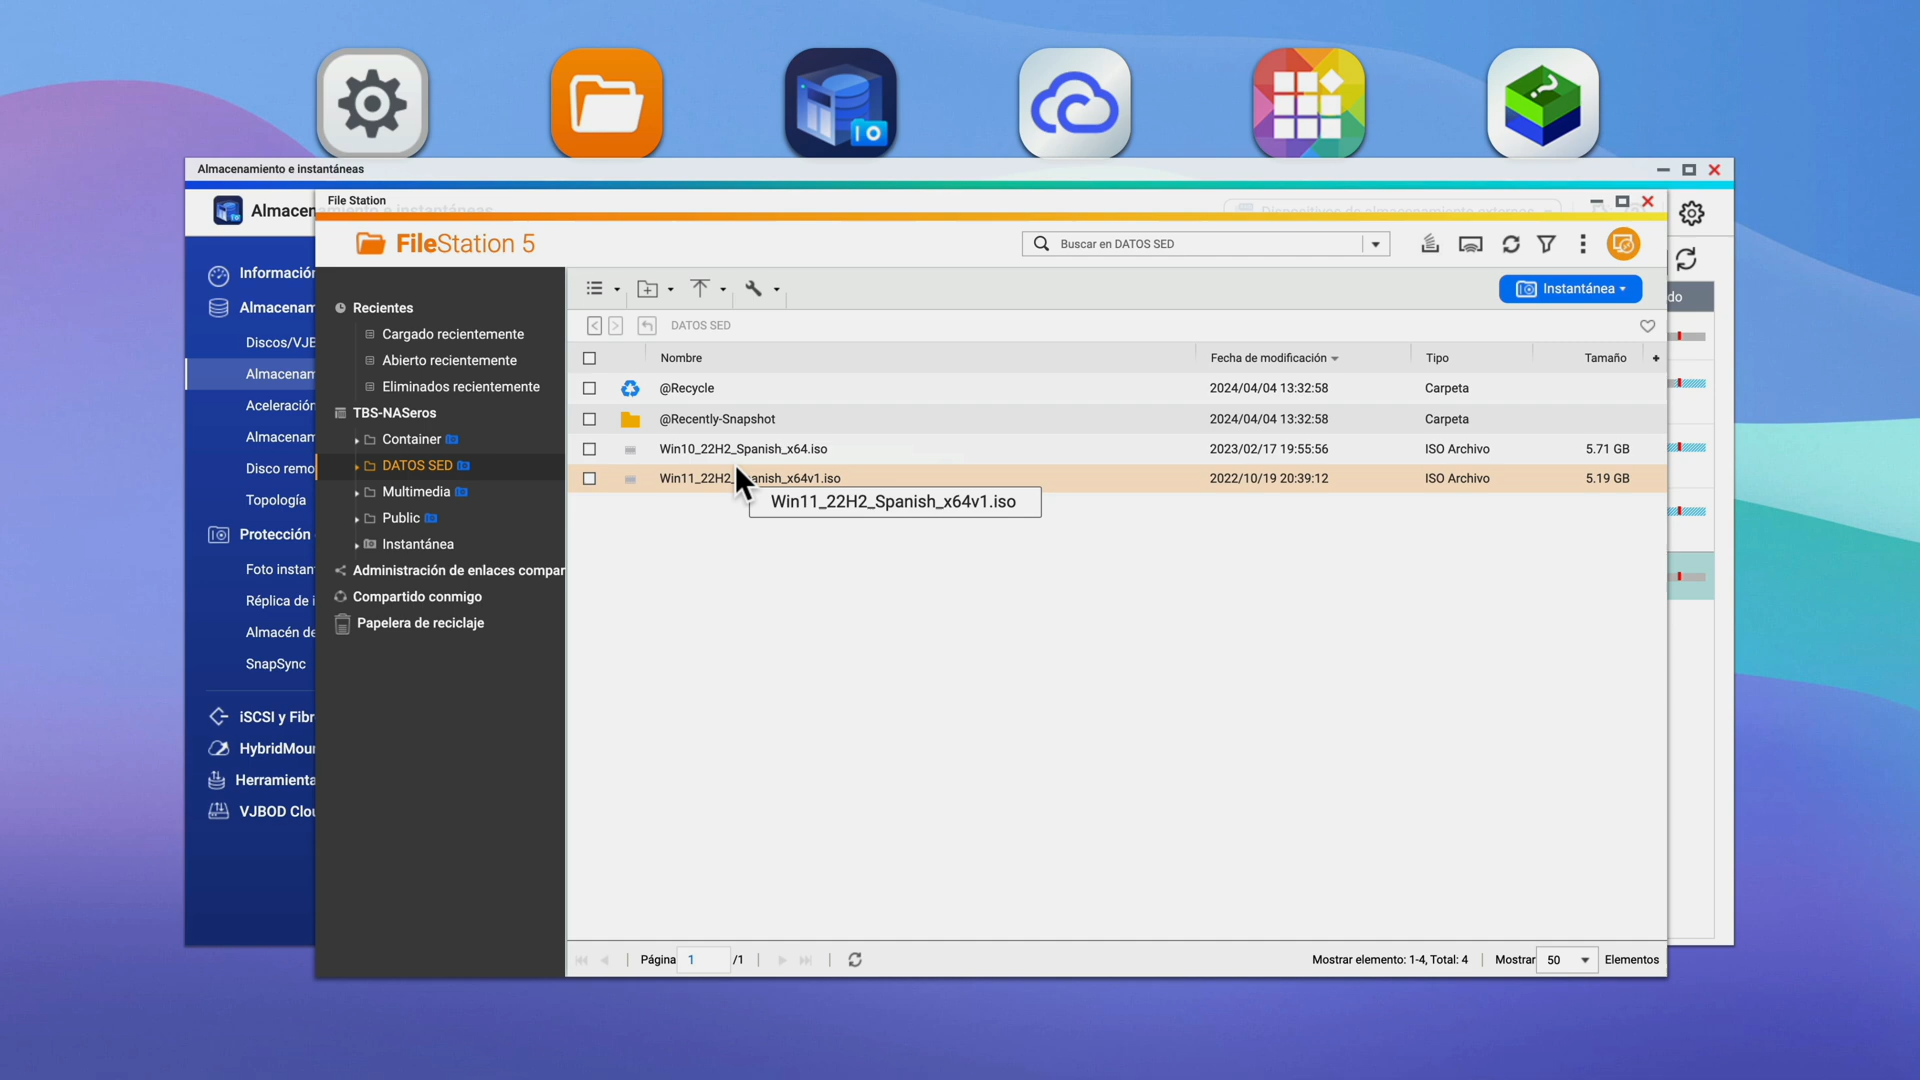 Almacenamiento e instantáneas
Almacen
File Station
FileStation 5
Buscar en DATOS SED
Instantánea
do
Informació
Almacenam
Discos/VJE
Almacenam
Aceleració
Almacenam
Disco remo
Topología
Protección
Foto instan
Réplica de i
Almacén de
SnapSync
iSCSI y Fibr
HybridMou
Herramienta
VJBOD Clou
Recientes
Cargado recientemente
Abierto recientemente
Eliminados recientemente
TBS-NASeros
Container
DATOS SED
Multimedia
Public
Instantánea
Administración de enlaces compar
Compartido conmigo
Papelera de reciclaje
DATOS SED
Nombre Fecha de modificación Tipo Tamaño
@Recycle 2024/04/04 13:32:58 Carpeta
@Recently-Snapshot 2024/04/04 13:32:58 Carpeta
Win10_22H2_Spanish_x64.iso 2023/02/17 19:55:56 ISO Archivo 5.71 GB
Win11_22H2_ anish_x64v1.iso 2022/10/19 20:39:12 ISO Archivo 5.19 GB
Win11_22H2_Spanish_x64v1.iso
Página 1 /1
Mostrar elemento: 1-4, Total: 4 Mostrar 50 Elementos